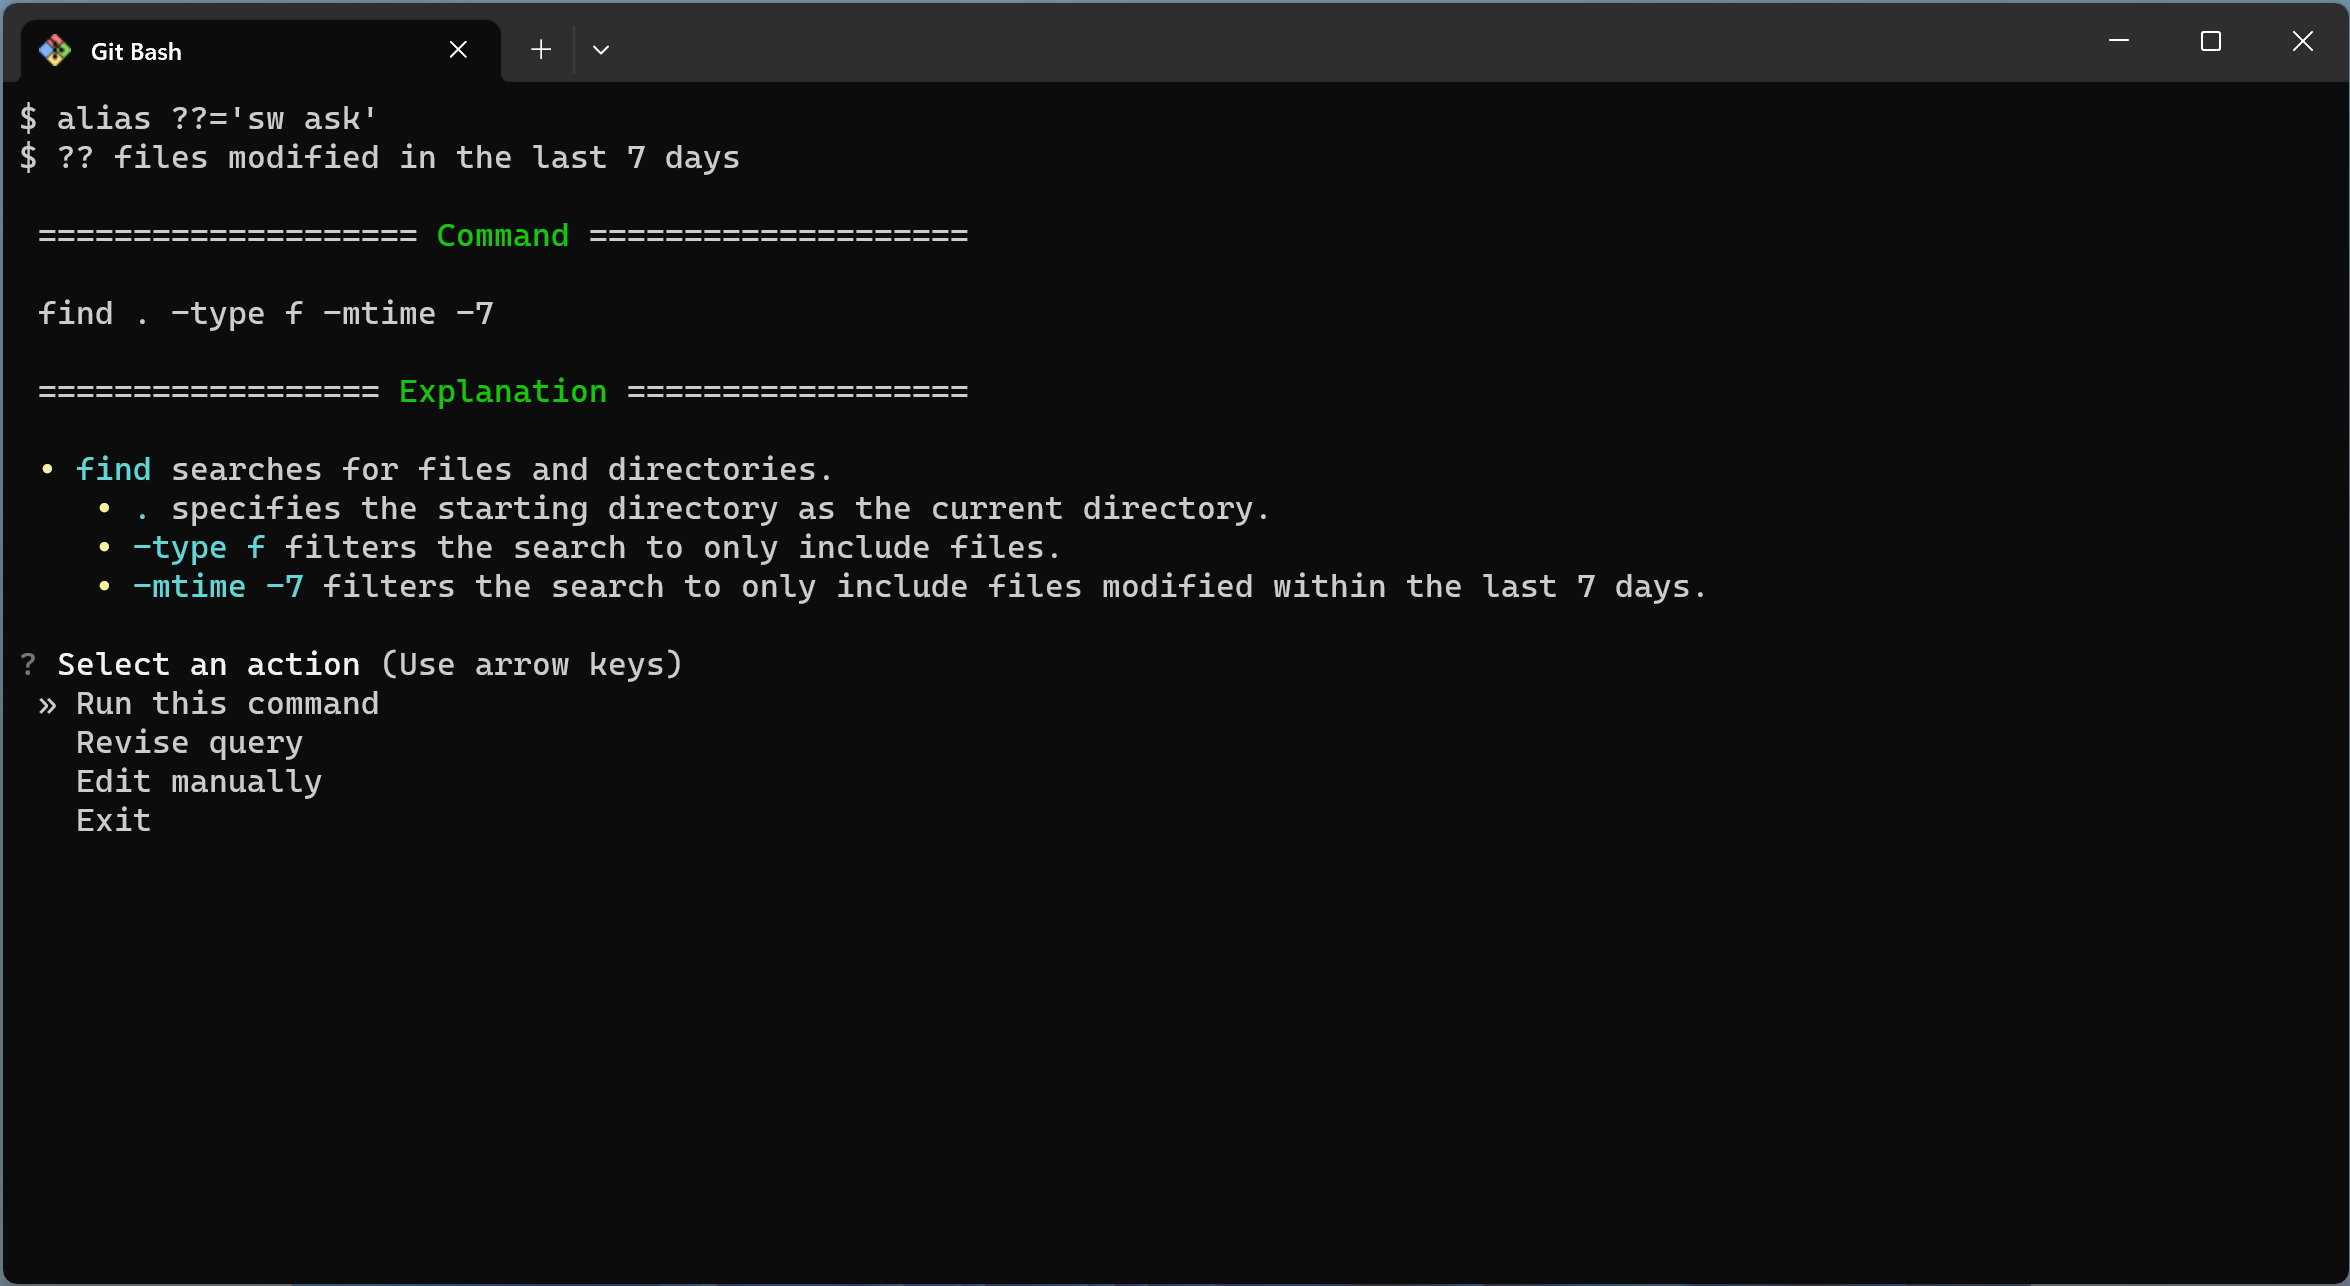 Git Bash
$ alias ??='sw ask'
$ ?? files modified in the last 7 days
==================== Command ====================
find . -type f -mtime -7
================== Explanation ==================
• find searches for files and directories.
• . specifies the starting directory as the current directory.
• -type f filters the search to only include files.
• -mtime -7 filters the search to only include files modified within the last 7 days.
? Select an action (Use arrow keys)
» Run this command
Revise query
Edit manually
Exit